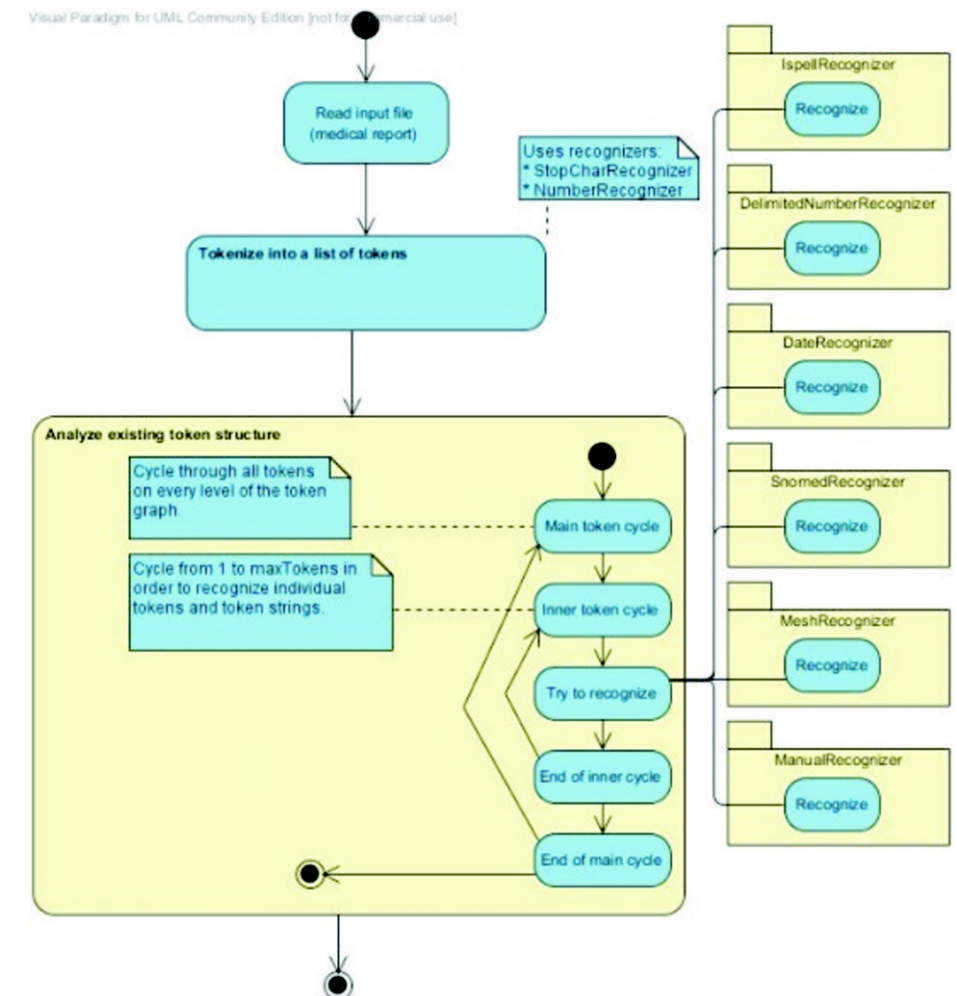 Visual Paradigm for UML Community Edition [not for commercial use]
Read input file
(medical report)
Uses recognizers:
* StopCharRecognizer
* NumberRecognizer
Tokenize into a list of tokens
Analyze existing token structure
Cycle through all tokens
on every level of the token
graph.
Main token cycle
Cycle from 1 to maxTokens in
order to recognize individual
tokens and token strings.
Inner token cycle
Try to recognize
End of inner cycle
End of main cycle
IspellRecognizer
Recognize
DelimitedNumberRecognizer
Recognize
DateRecognizer
Recognize
SnomedRecognizer
Recognize
MeshRecognizer
Recognize
ManualRecognizer
Recognize